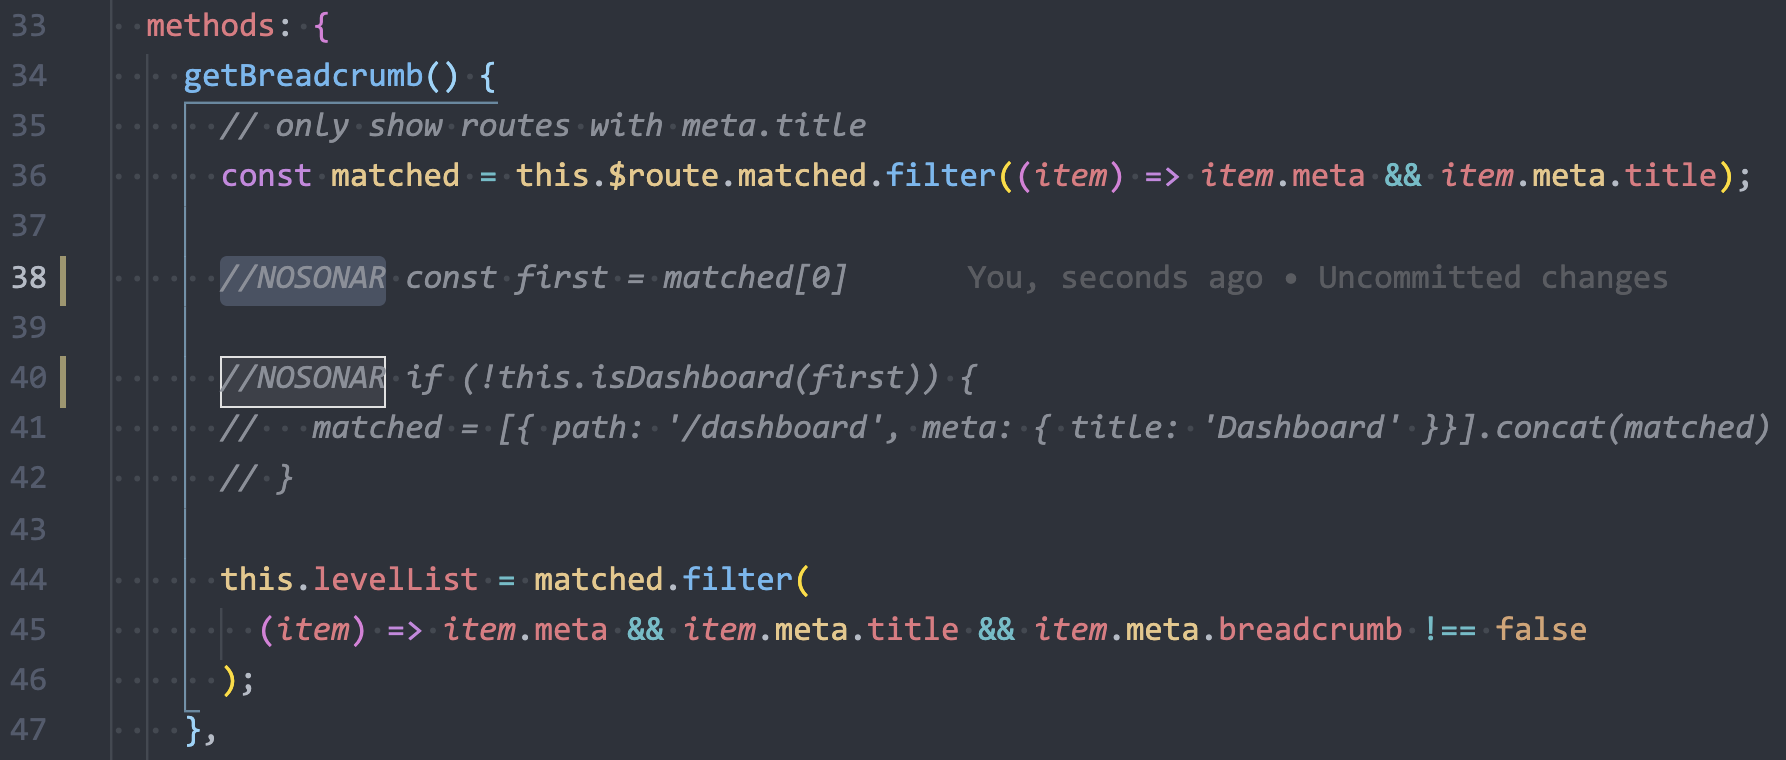 33 methods: {
34 getBreadcrumb() {
35 // only show routes with meta.title
36 const matched = this.$route.matched.filter((item) => item.meta && item.meta.title);
37
38 //NOSONAR const first = matched[0] You, seconds ago • Uncommitted changes
39
40 //NOSONAR if (!this.isDashboard(first)) {
41 //   matched = [{ path: '/dashboard', meta: { title: 'Dashboard' }}].concat(matched)
42 // }
43
44 this.levelList = matched.filter(
45 (item) => item.meta && item.meta.title && item.meta.breadcrumb !== false
46 );
47 },